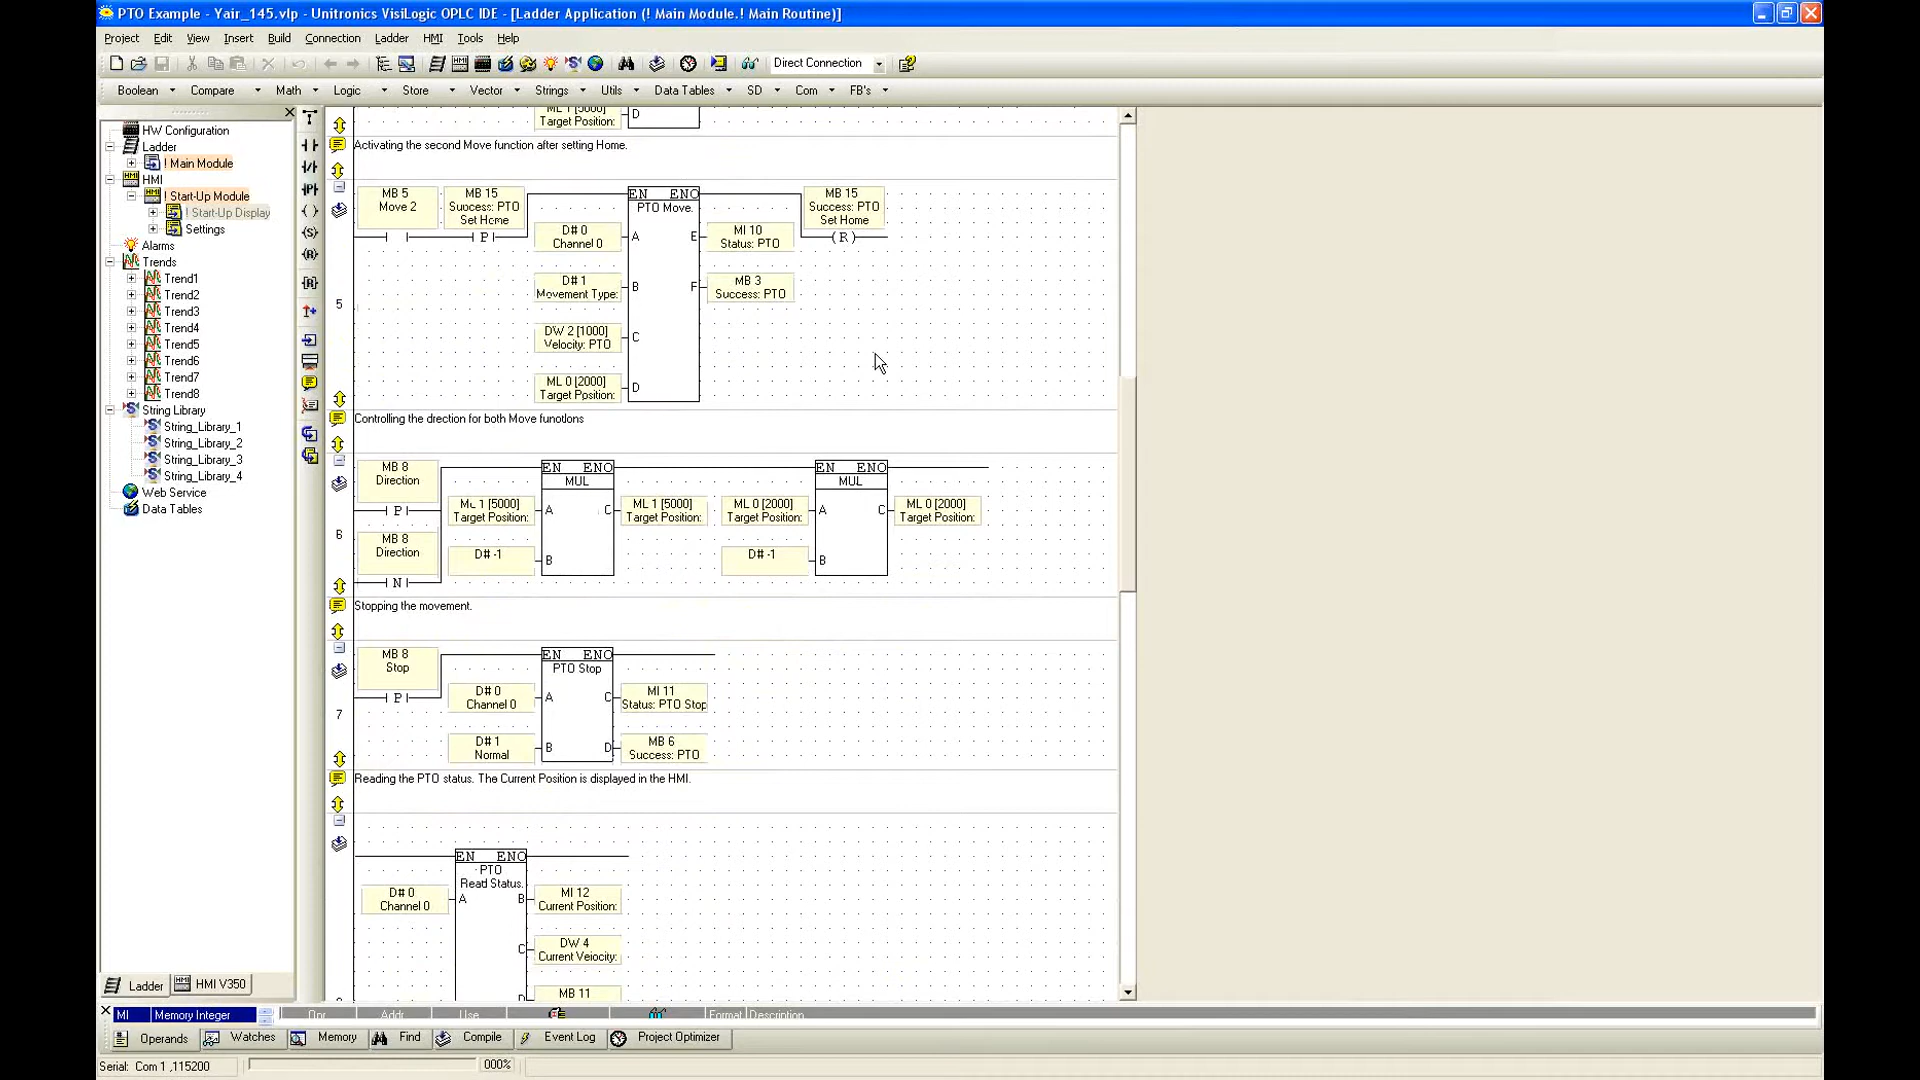 PTO Example - Yair_145.vlp - Unitronics VisiLogic OPLC IDE - [Ladder Application (! Main Module.! Main Routine)]
Project Edit View Insert Build Connection Ladder HMI Tools Help
Direct Connection
Boolean Compare Math Logic Store Vector Strings Utils Data Tables SD Com FB's
HW Configuration
Ladder
! Main Module
HMI
! Start-Up Module
! Start-Up Display
Settings
Alarms
Trends
Trend1
Trend2
Trend3
Trend4
Trend5
Trend6
Trend7
Trend8
String Library
String_Library_1
String_Library_2
String_Library_3
String_Library_4
Web Service
Data Tables
Ladder HMI V350
ML 1 [5000]
Target Position: D
Activating the second Move function after setting Home.
MB 5 MB 15 EN ENO MB 15
Move 2 Success: PTO PTO Move. Success: PTO
Set Home Set Home
P (R)
D# 0 A E MI 10
Channel 0 Status: PTO
D# 1 B F MB 3
Movement Type: Success: PTO
5
DW 2 [1000] C
Velocity: PTO
ML 0 [2000] D
Target Position:
Controlling the direction for both Move functions
MB 8 EN ENO EN ENO
Direction MUL MUL
P ML 1 [5000] A C ML 1 [5000] ML 0 [2000] A C ML 0 [2000]
Target Position: Target Position: Target Position: Target Position:
6
MB 8
Direction D# -1 B D# -1 B
N
Stopping the movement.
MB 8 EN ENO
Stop PTO Stop
P D# 0 A C MI 11
Channel 0 Status: PTO Stop
7
D# 1 B D MB 6
Normal Success: PTO
Reading the PTO status. The Current Position is displayed in the HMI.
EN ENO
PTO
Read Status.
D# 0 A B MI 12
Channel 0 Current Position:
C DW 4
Current Velocity:
D MB 11
MI Memory Integer Opr Addr Use Format Description
Operands Watches Memory Find Compile Event Log Project Optimizer
Serial: Com 1 ,115200 000%